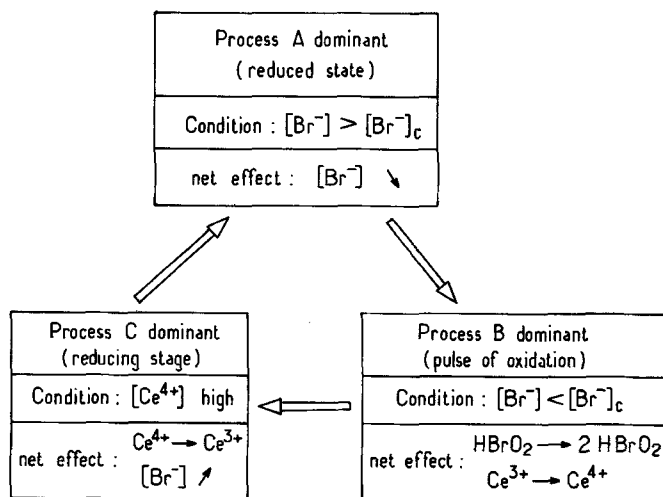 Process A dominant
(reduced state)
Condition : [Br⁻] > [Br⁻]c
net effect : [Br⁻] ↘
Process C dominant
(reducing stage)
Condition : [Ce⁴⁺] high
net effect : Ce⁴⁺ → Ce³⁺
[Br⁻] ↗
Process B dominant
(pulse of oxidation)
Condition : [Br⁻] < [Br⁻]c
net effect : HBrO₂ → 2 HBrO₂
Ce³⁺ → Ce⁴⁺